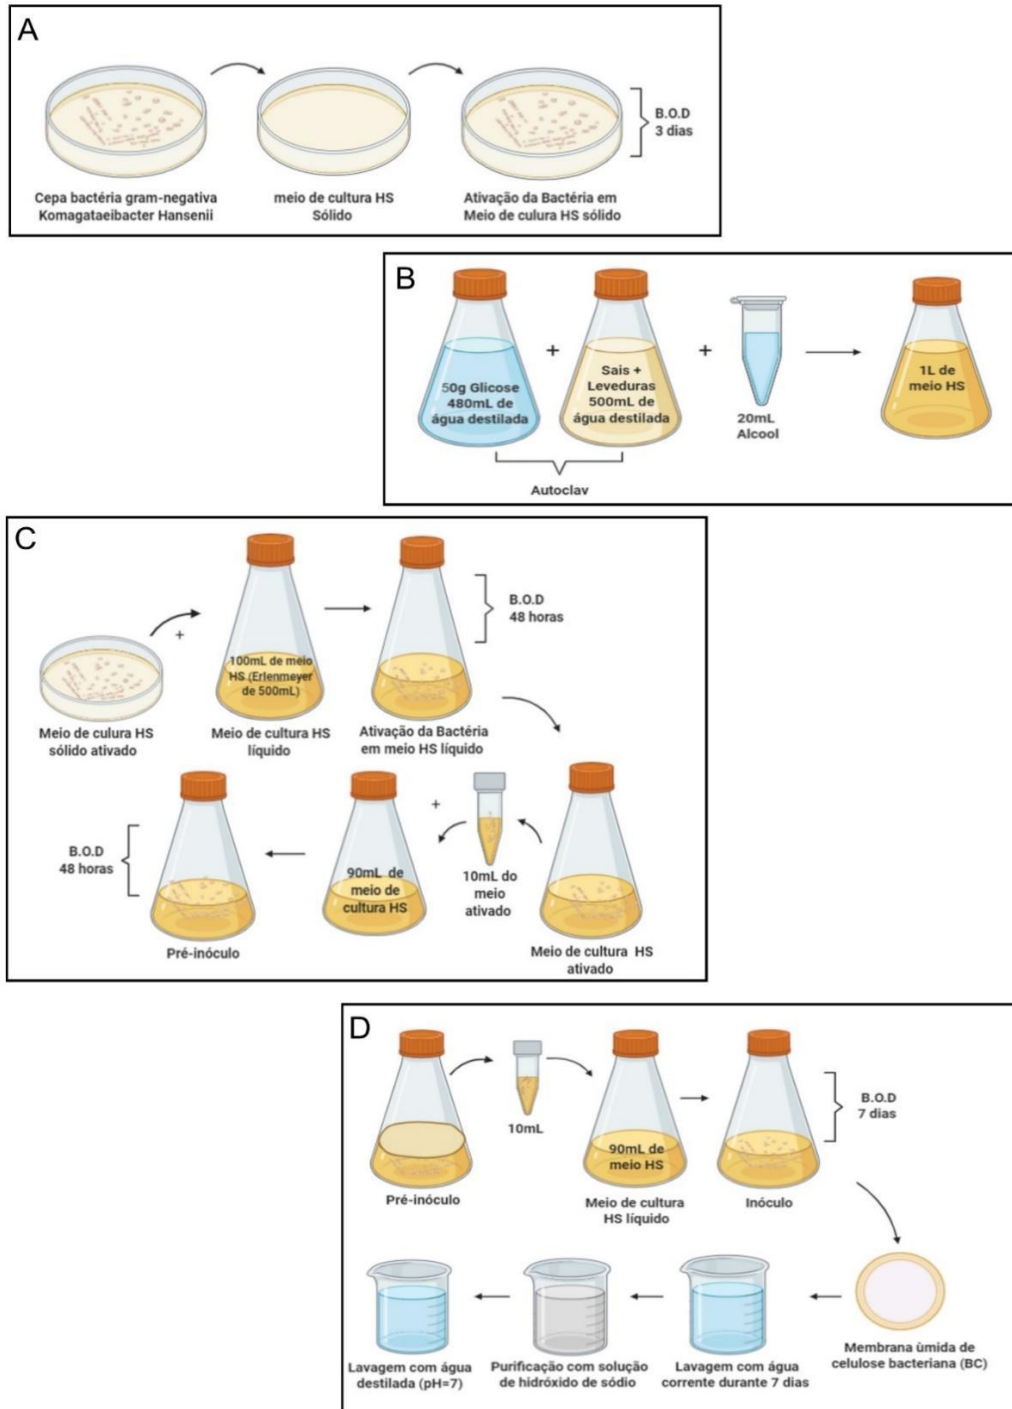 A
B.O.D
3 dias
Cepa bactéria gram-negativa
Komagataeibacter Hansenii
meio de cultura HS
Sólido
Ativação da Bactéria em
Meio de culura HS sólido
B
50g Glicose
480mL de
água destilada
+
Sais +
Leveduras
500mL de
água destilada
+
20mL
Alcool
1L de
meio HS
Autoclav
C
+
100mL de meio
HS (Erlenmeyer
de 500mL)
B.O.D
48 horas
Meio de culura HS
sólido ativado
Meio de cultura HS
líquido
Ativação da Bactéria
em meio HS líquido
B.O.D
48 horas
Pré-inóculo
90mL de
meio de
cultura HS
+
10mL do
meio
ativado
Meio de cultura HS
ativado
D
Pré-inóculo
10mL
90mL de
meio HS
Meio de cultura
HS líquido
Inóculo
B.O.D
7 dias
Lavagem com água
destilada (pH=7)
Purificação com solução
de hidróxido de sódio
Lavagem com água
corrente durante 7 dias
Membrana ùmida de
celulose bacteriana (BC)